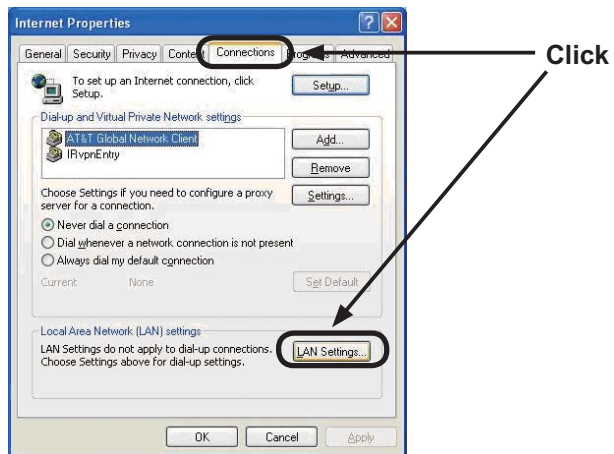 Internet Properties
General Security Privacy Content Connections Programs Advanced
Click
To set up an Internet connection, click
Setup.
Setup...
Dial-up and Virtual Private Network settings
AT&T Global Network Client
IRvpnEntry
Add...
Remove
Choose Settings if you need to configure a proxy
server for a connection.
Settings...
Never dial a connection
Dial whenever a network connection is not present
Always dial my default connection
Current None
Set Default
Local Area Network (LAN) settings
LAN Settings do not apply to dial-up connections.
Choose Settings above for dial-up settings.
LAN Settings...
OK Cancel Apply